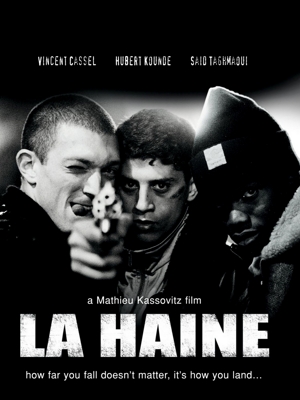 VINCENT CASSEL HUBERT KOUNDE SAID TAGHMAOUI
a Mathieu Kassovitz film
LA HAINE
how far you fall doesn't matter, it's how you land...